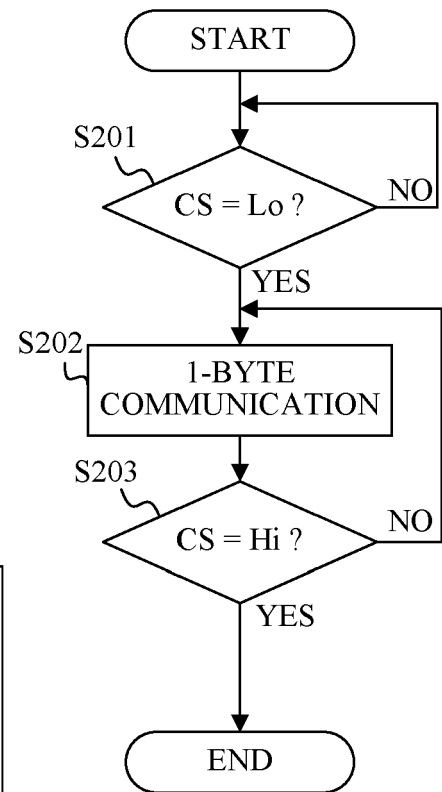 START
S201
CS = Lo ?
NO
YES
S202
1-BYTE
COMMUNICATION
S203
CS = Hi ?
NO
YES
END